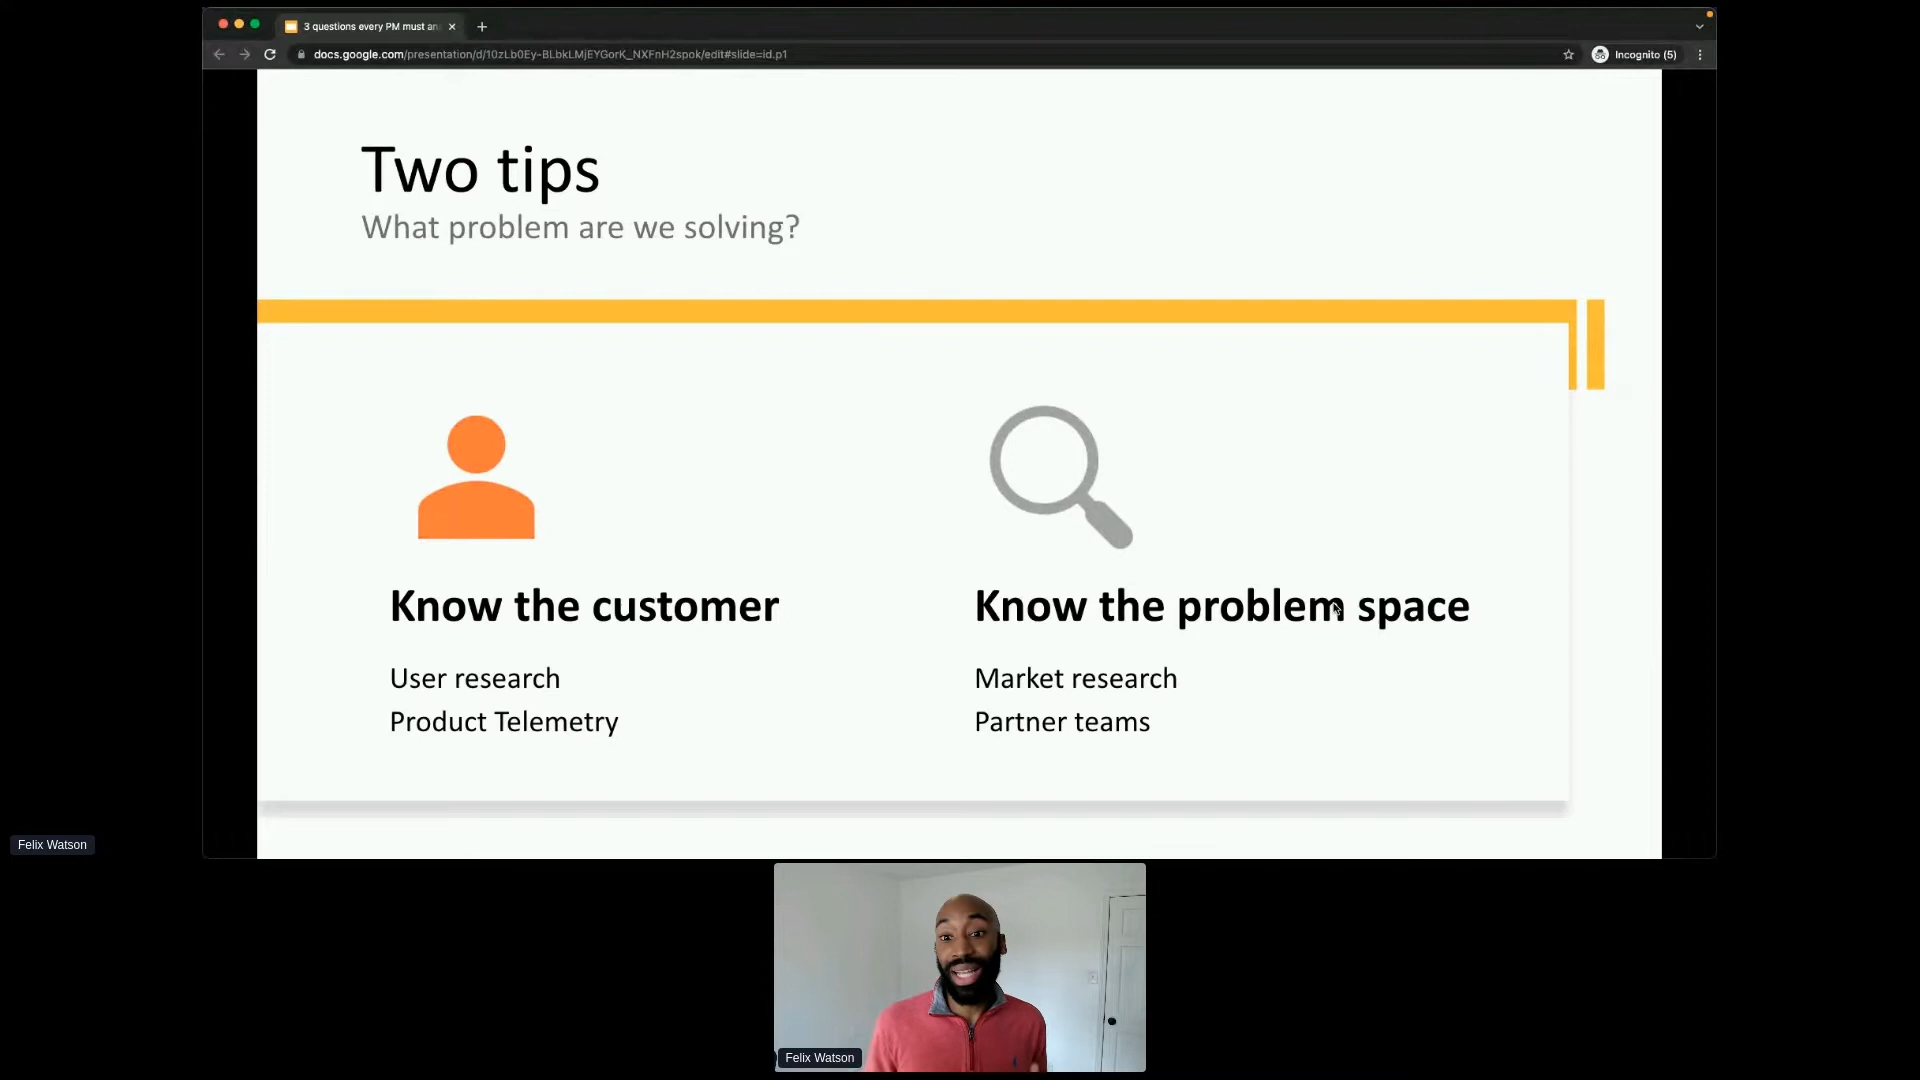 3 questions every PM must an
docs.google.com/presentation/d/10zLb0Ey-BLbkLMjEYGorK_NXFnH2spok/edit#slide=id.p1
Incognito (5)
Two tips
What problem are we solving?
Know the customer
User research
Product Telemetry
Know the problem space
Market research
Partner teams
Felix Watson
Felix Watson